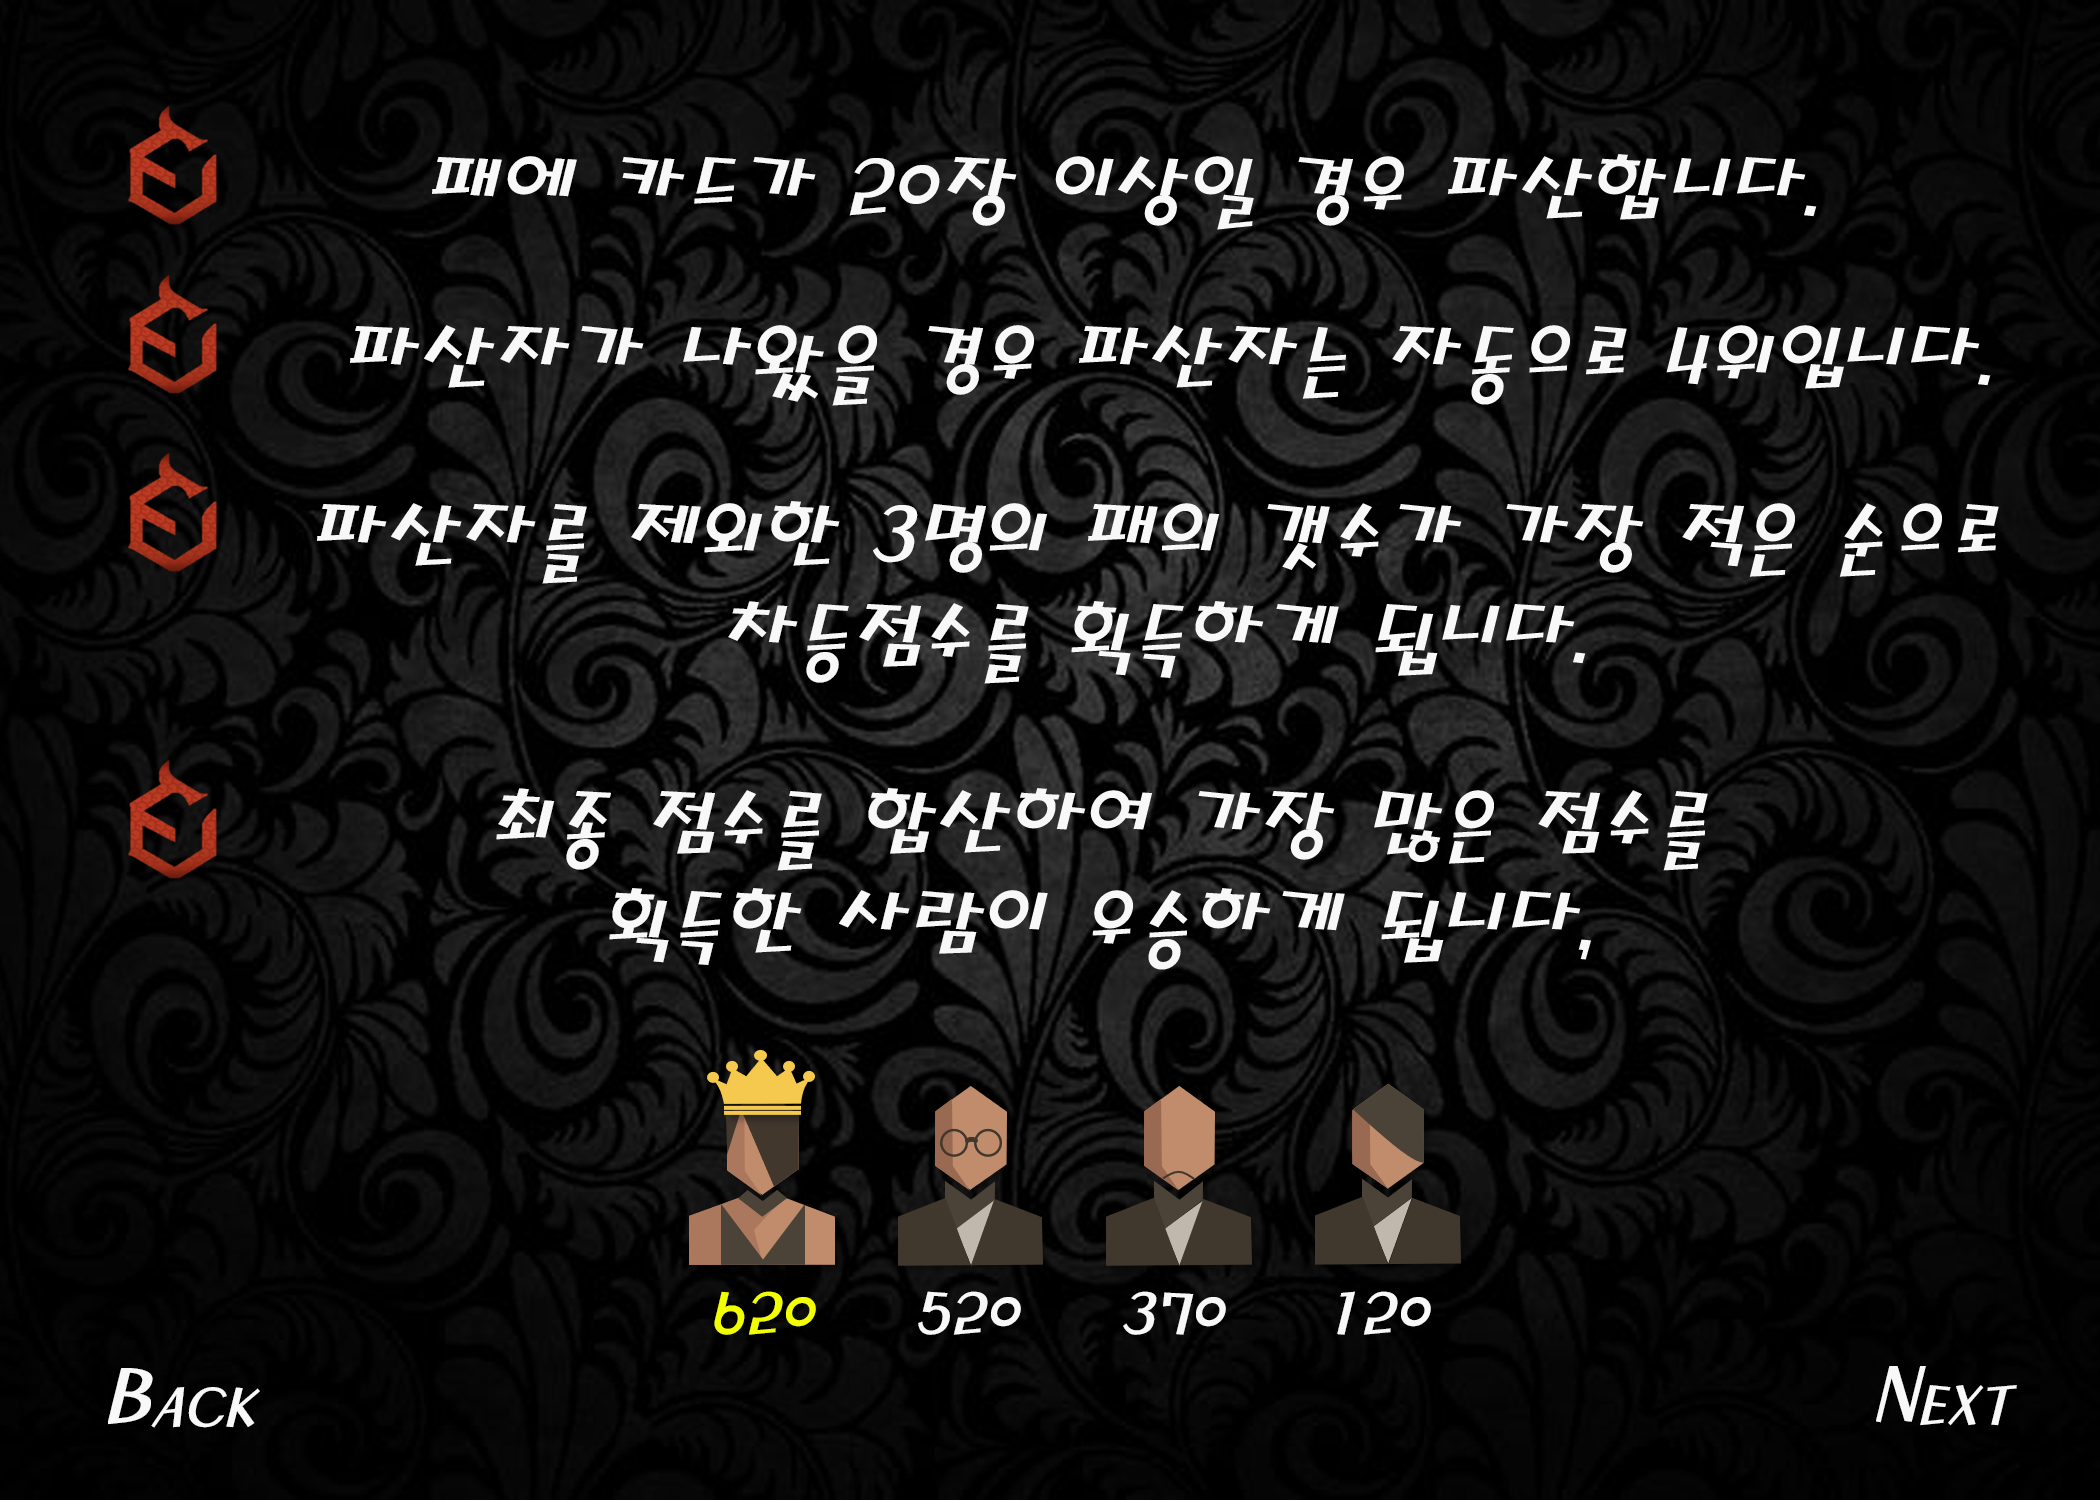 패에 카드가 20장 이상일 경우 파산합니다.
파산자가 나왔을 경우 파산자는 자동으로 4위입니다.
파산자를 제외한 3명의 패의 갯수가 가장 적은 순으로
차등점수를 획득하게 됩니다.
최종 점수를 합산하여 가장 많은 점수를
획득한 사람이 우승하게 됩니다,
620 520 370 120
BACK NEXT